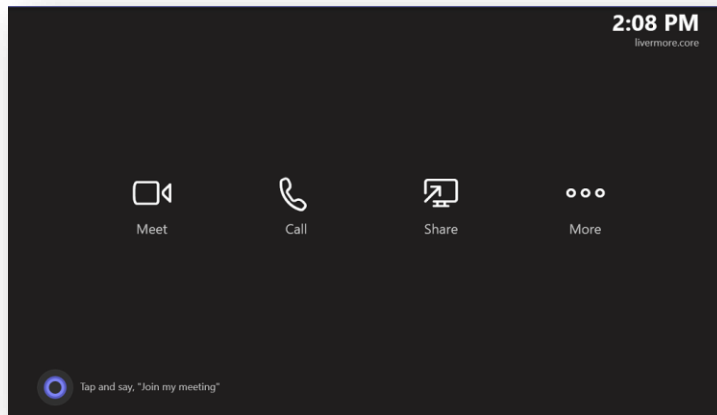 2:08 PM
livermore.core
Meet
Call
Share
More
Tap and say, "Join my meeting"